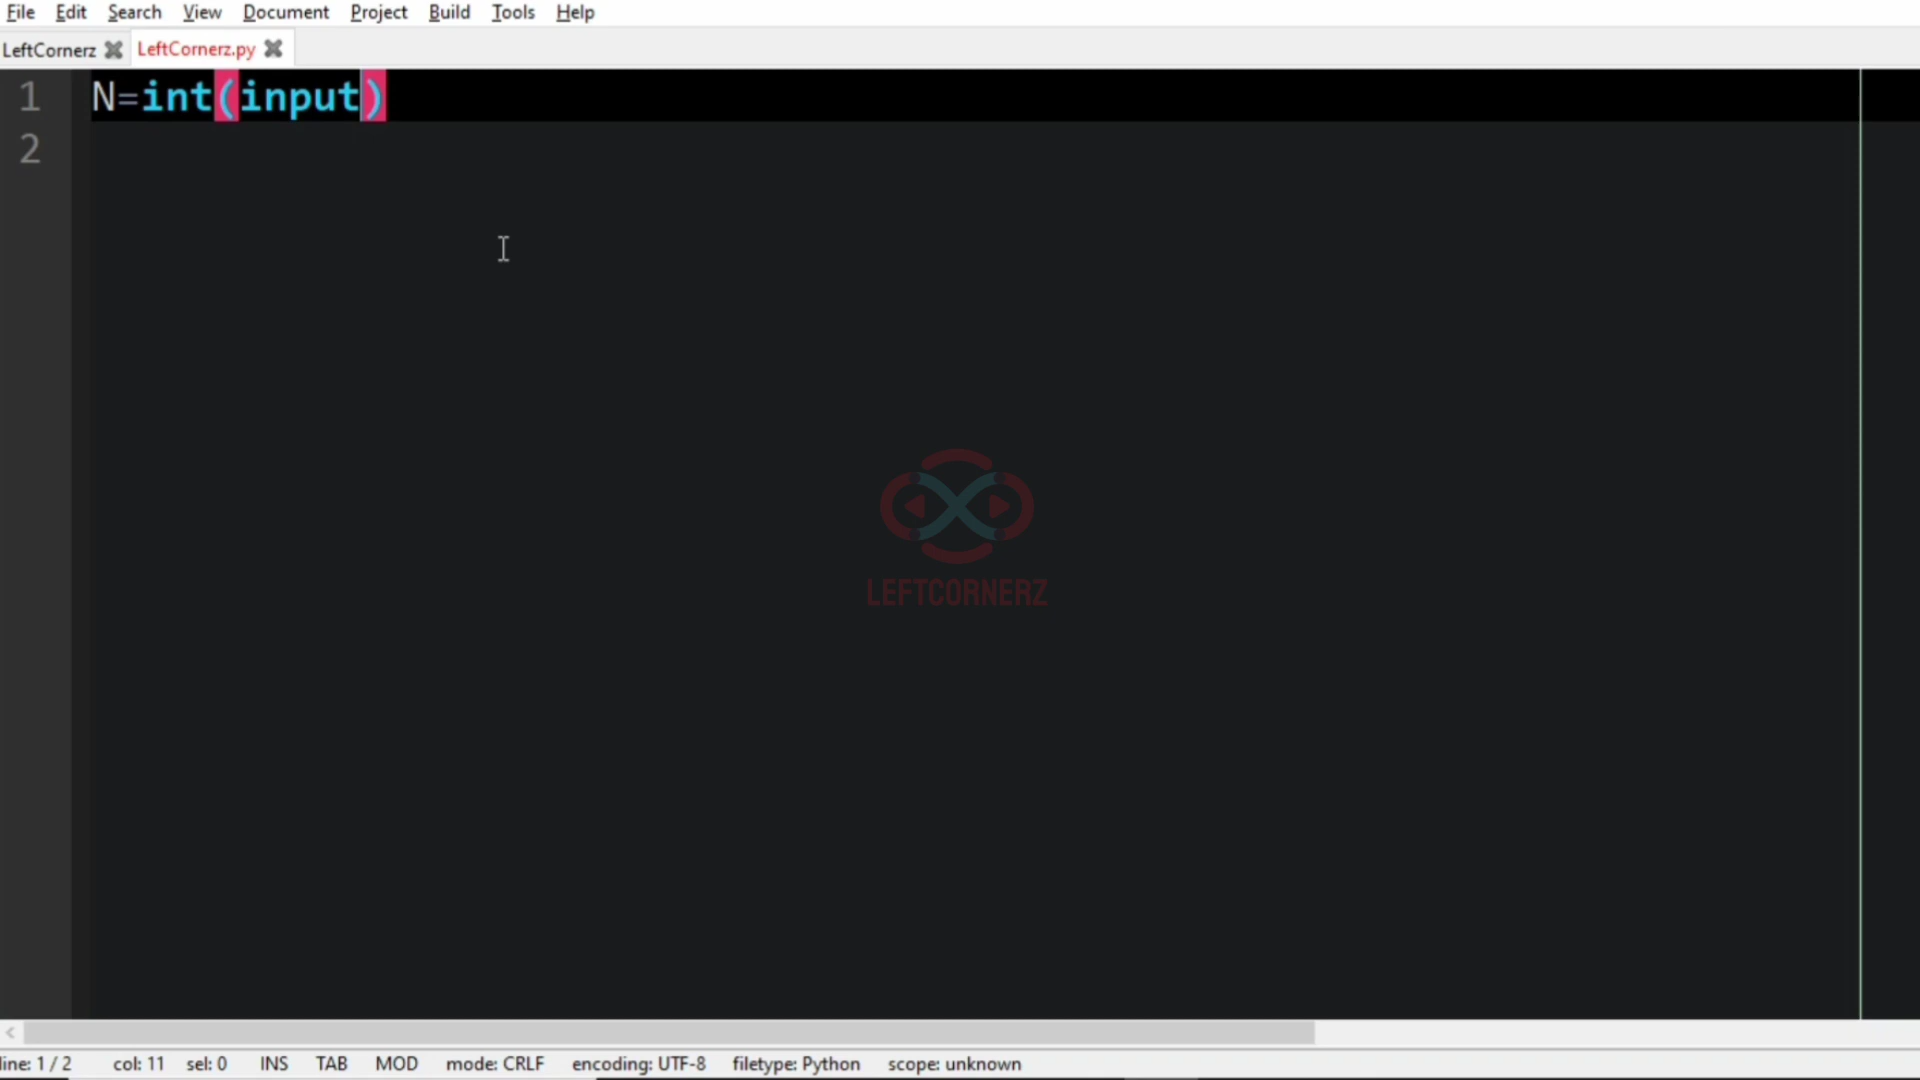 File Edit Search View Document Project Build Tools Help
LeftCornerz LeftCornerz.py
1 N=int(input)
2
LEFTCORNERZ
line: 1 / 2 col: 11 sel: 0 INS TAB MOD mode: CRLF encoding: UTF-8 filetype: Python scope: unknown